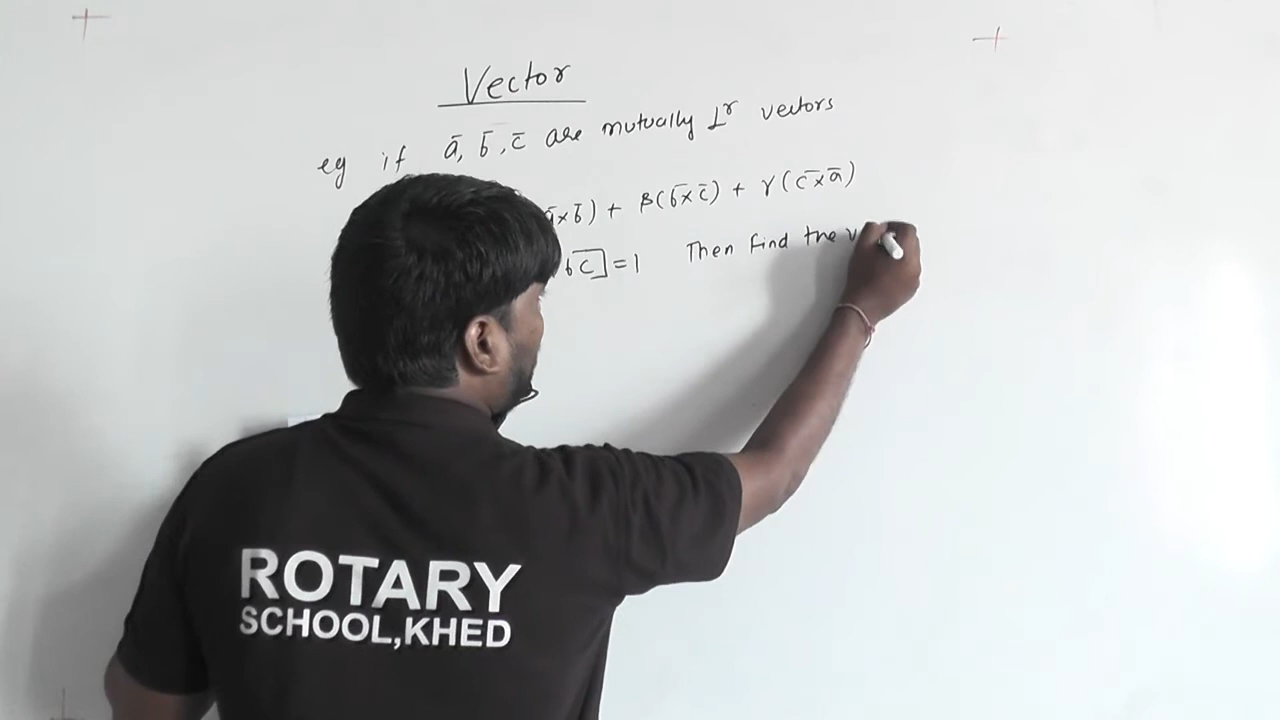 Vector
eg if ā, b̄, c̄ are mutually ⊥r vectors
ā×b̄) + β(b̄×c̄) + γ(c̄×ā)
b̄ c̄] = 1 Then find the
ROTARY
SCHOOL,KHED